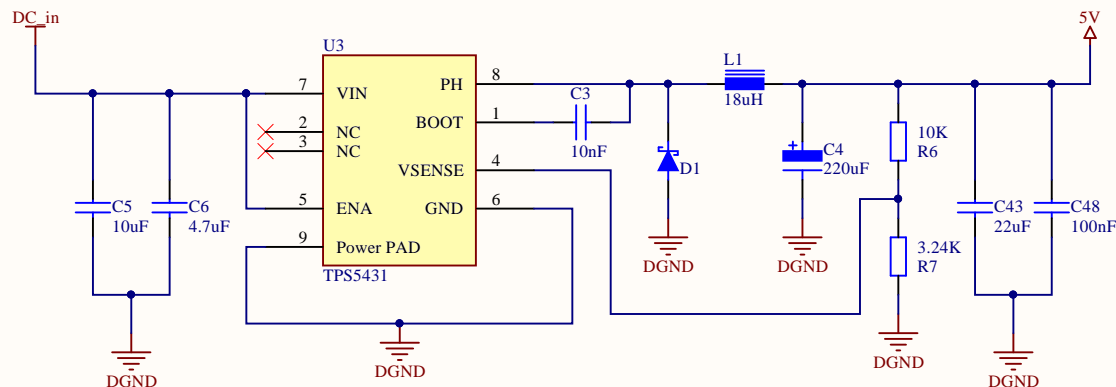 DC_in
5V
U3
L1
7
VIN
PH
8
18uH
C3
2
NC
BOOT
1
10nF
3
NC
10K
R6
C4
220uF
VSENSE
4
D1
C5
10uF
C6
4.7uF
5
ENA
GND
6
C43
22uF
C48
100nF
9
Power PAD
3.24K
R7
TPS5431
DGND
DGND
DGND
DGND
DGND
DGND